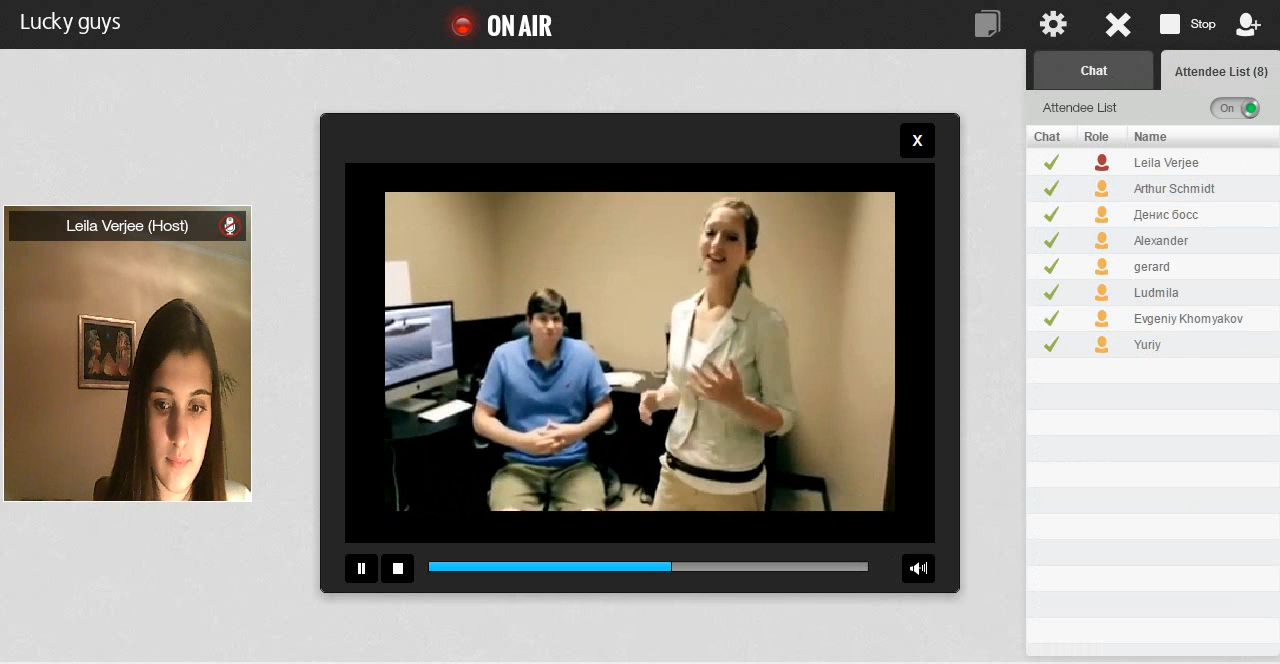 Lucky guys
ON AIR
Stop
Chat
Attendee List (8)
Attendee List
On
Chat Role Name
Leila Verjee
Arthur Schmidt
Денис босс
Alexander
gerard
Ludmila
Evgeniy Khomyakov
Yuriy
X
Leila Verjee (Host)